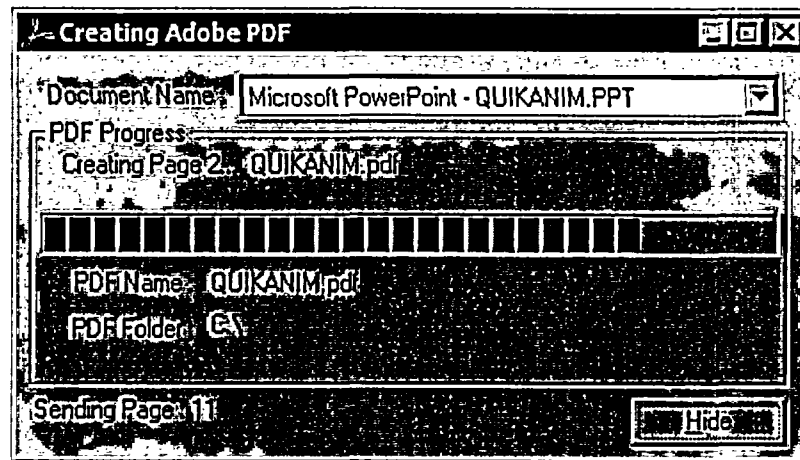 Creating Adobe PDF
Document Name: Microsoft PowerPoint - QUIKANIM.PPT
PDF Progress
Creating Page 2... QUIKANIM.pdf
PDF Name: QUIKANIM.pdf
PDF Folder: C:\
Sending Page: 11
Hide